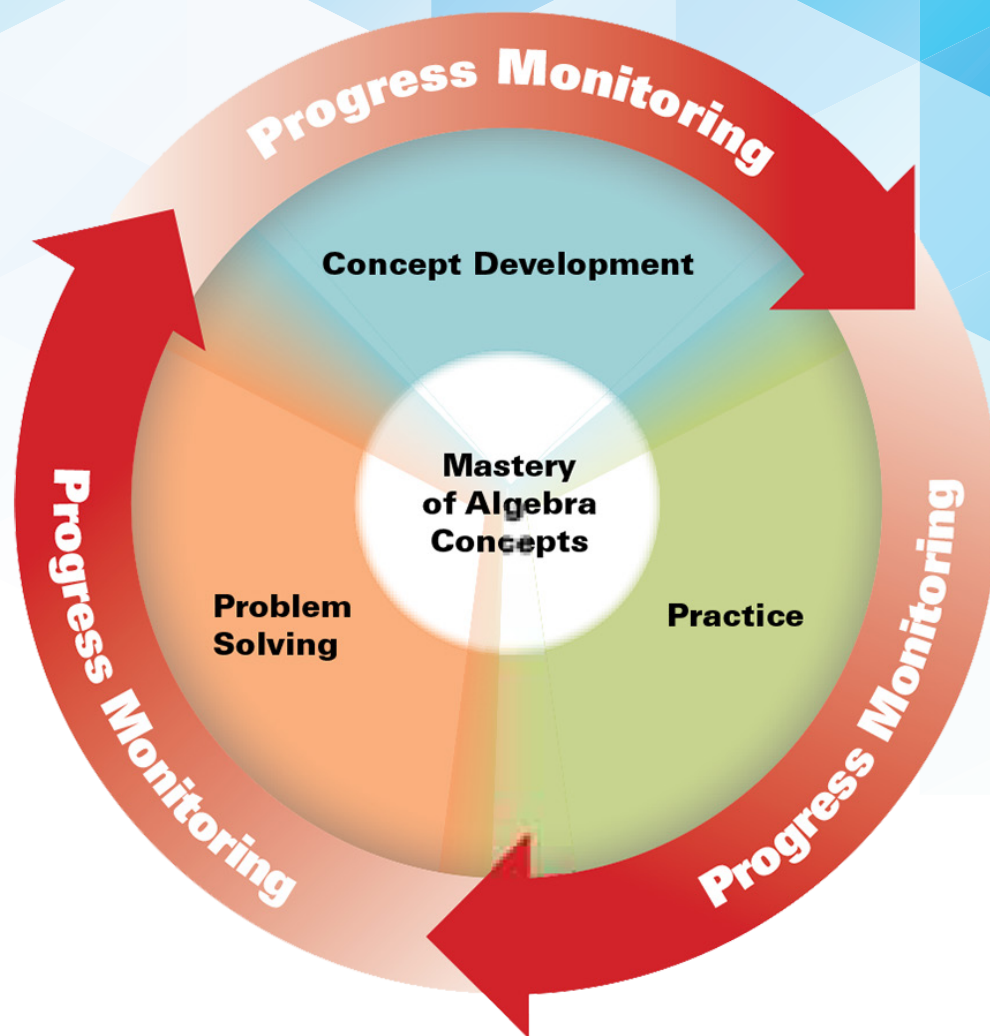 Progress Monitoring
Concept Development
Mastery
of Algebra
Concepts
Problem
Solving
Practice
Progress Monitoring
Progress Monitoring